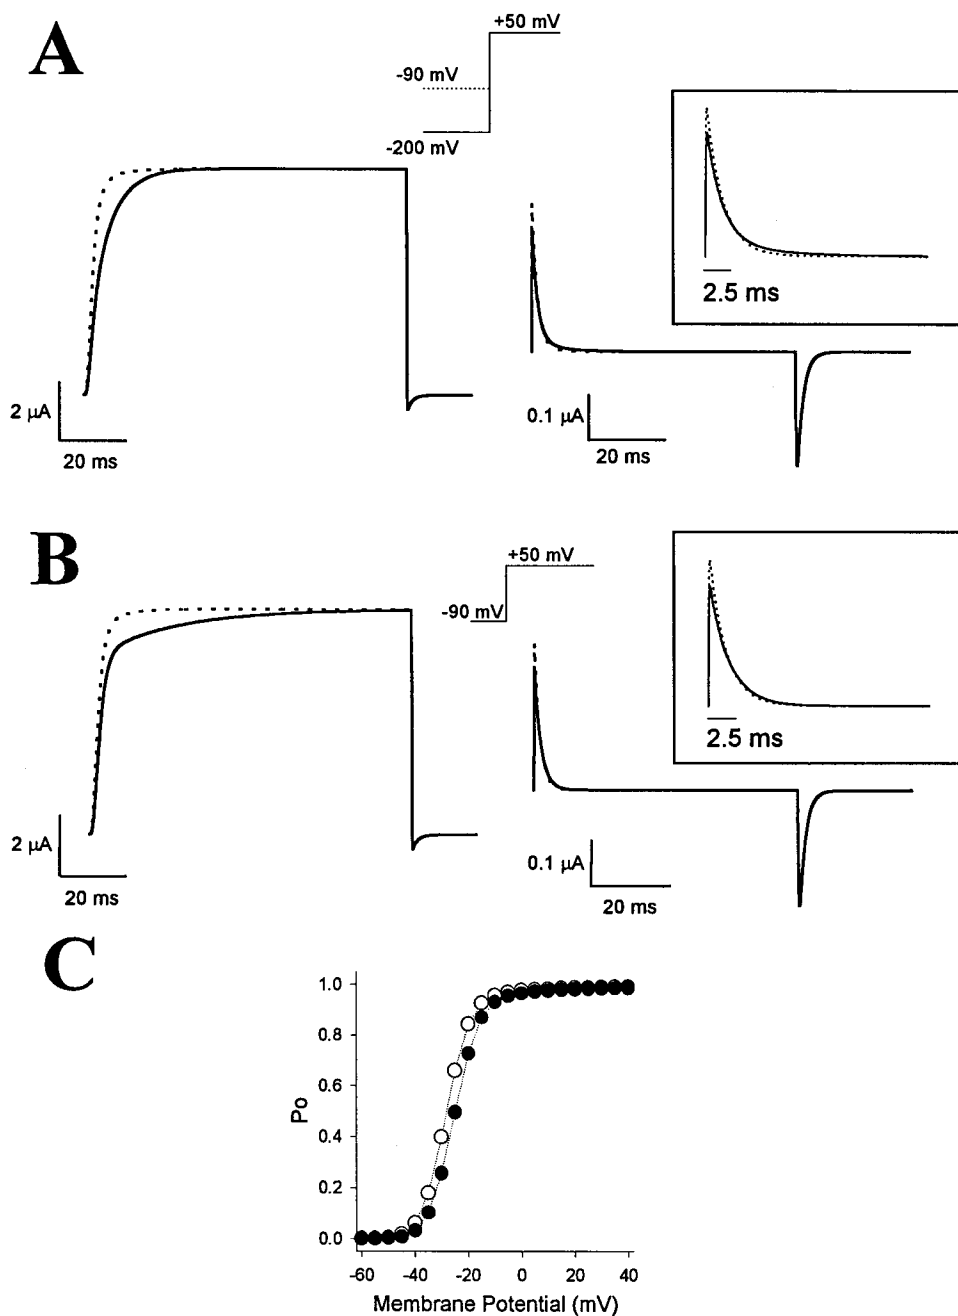 A
+50 mV
-90 mV
-200 mV
2.5 ms
2 µA
20 ms
0.1 µA
20 ms
B
+50 mV
-90 mV
2.5 ms
2 µA
20 ms
0.1 µA
20 ms
C
Po
1.0
0.8
0.6
0.4
0.2
0.0
-60 -40 -20 0 20 40
Membrane Potential (mV)